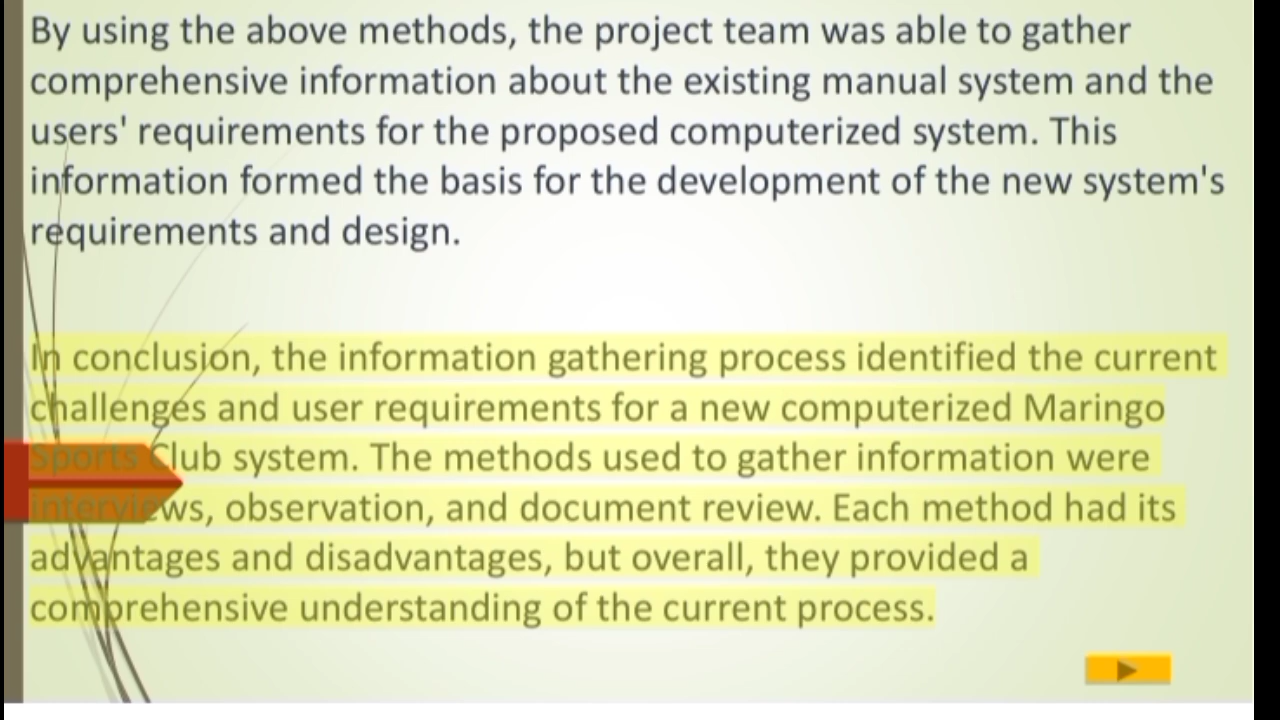 By using the above methods, the project team was able to gather
comprehensive information about the existing manual system and the
users' requirements for the proposed computerized system. This
information formed the basis for the development of the new system's
requirements and design.
In conclusion, the information gathering process identified the current
challenges and user requirements for a new computerized Maringo
Sports Club system. The methods used to gather information were
interviews, observation, and document review. Each method had its
advantages and disadvantages, but overall, they provided a
comprehensive understanding of the current process.